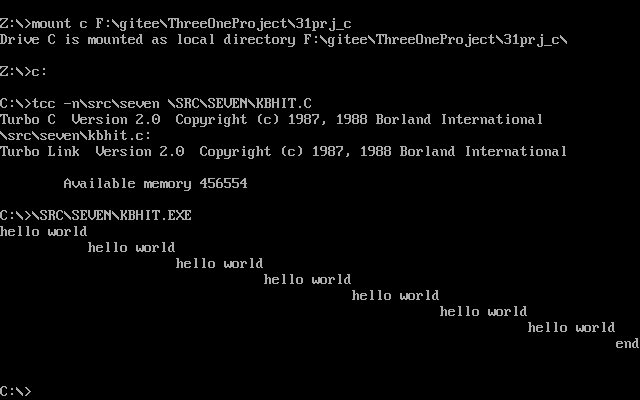 Z:\>mount c F:\gitee\ThreeOneProject\31prj_c
Drive C is mounted as local directory F:\gitee\ThreeOneProject\31prj_c\
Z:\>c:
C:\>tcc -n\src\seven \SRC\SEVEN\KBHIT.C
Turbo C  Version 2.0  Copyright (c) 1987, 1988 Borland International
\src\seven\kbhit.c:
Turbo Link  Version 2.0  Copyright (c) 1987, 1988 Borland International
Available memory 456554
C:\>\SRC\SEVEN\KBHIT.EXE
hello world
hello world
hello world
hello world
hello world
hello world
hello world
end
C:\>